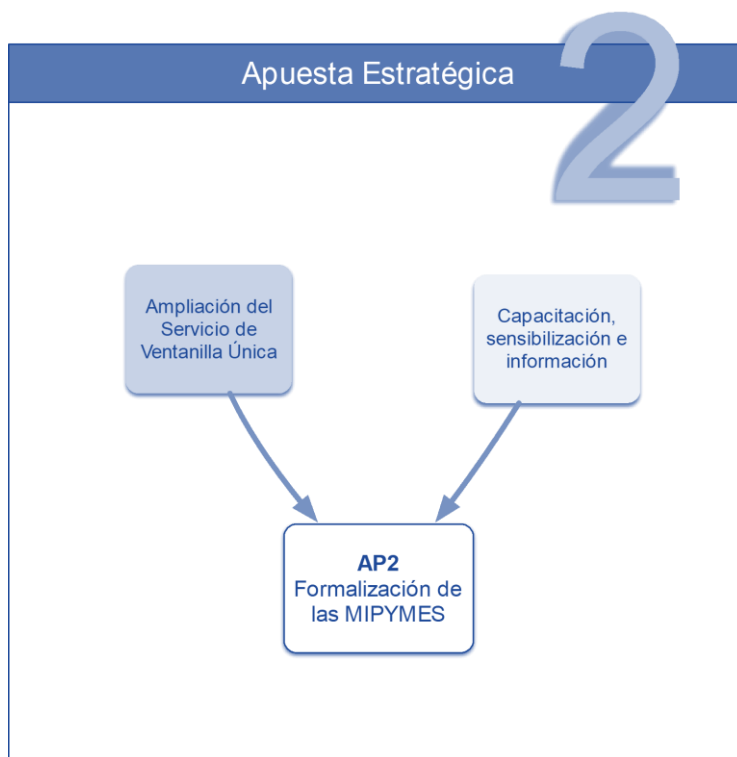 Apuesta Estratégica
2
Ampliación del
Servicio de
Ventanilla Única
Capacitación,
sensibilización e
información
AP2
Formalización de
las MIPYMES